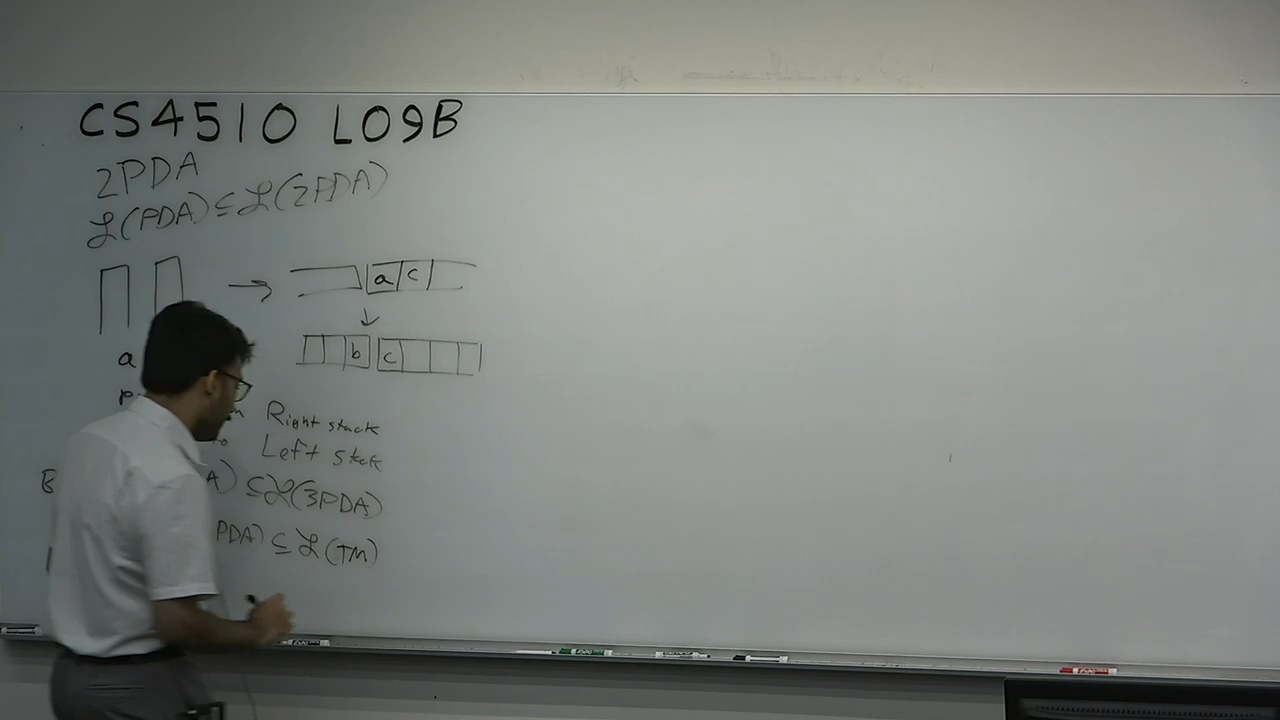 CS4510 L09B
2PDA
ℒ(PDA) ⊆ ℒ(2PDA)
→ a c
↓
b c
a
Right stack
Left stack
A) ⊆ ℒ(3PDA)
PDA) ⊆ ℒ(TM)